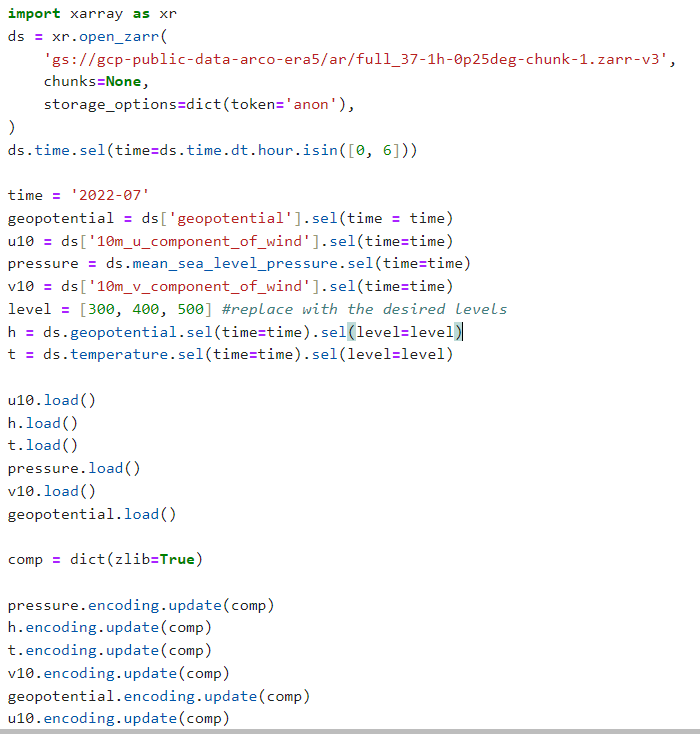 import xarray as xr
ds = xr.open_zarr(
    'gs://gcp-public-data-arco-era5/ar/full_37-1h-0p25deg-chunk-1.zarr-v3',
    chunks=None,
    storage_options=dict(token='anon'),
)
ds.time.sel(time=ds.time.dt.hour.isin([0, 6]))

time = '2022-07'
geopotential = ds['geopotential'].sel(time = time)
u10 = ds['10m_u_component_of_wind'].sel(time=time)
pressure = ds.mean_sea_level_pressure.sel(time=time)
v10 = ds['10m_v_component_of_wind'].sel(time=time)
level = [300, 400, 500] #replace with the desired levels
h = ds.geopotential.sel(time=time).sel(level=level)
t = ds.temperature.sel(time=time).sel(level=level)

u10.load()
h.load()
t.load()
pressure.load()
v10.load()
geopotential.load()

comp = dict(zlib=True)

pressure.encoding.update(comp)
h.encoding.update(comp)
t.encoding.update(comp)
v10.encoding.update(comp)
geopotential.encoding.update(comp)
u10.encoding.update(comp)